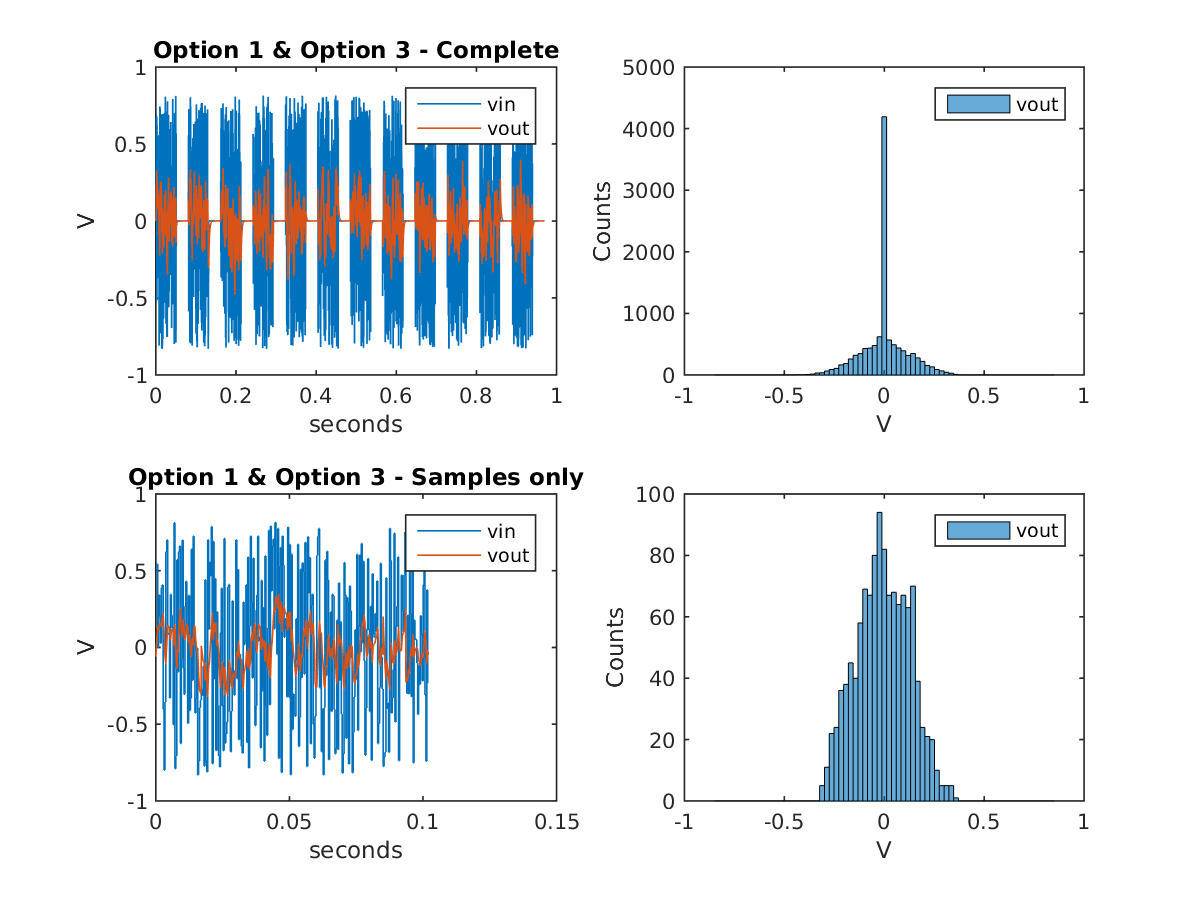 Option 1 & Option 3 - Complete
1
0.5
0
-0.5
-1
V
vin
vout
0 0.2 0.4 0.6 0.8 1
seconds
5000
4000
3000
2000
1000
0
Counts
vout
-1 -0.5 0 0.5 1
V
Option 1 & Option 3 - Samples only
1
0.5
0
-0.5
-1
V
vin
vout
0 0.05 0.1 0.15
seconds
100
80
60
40
20
0
Counts
vout
-1 -0.5 0 0.5 1
V